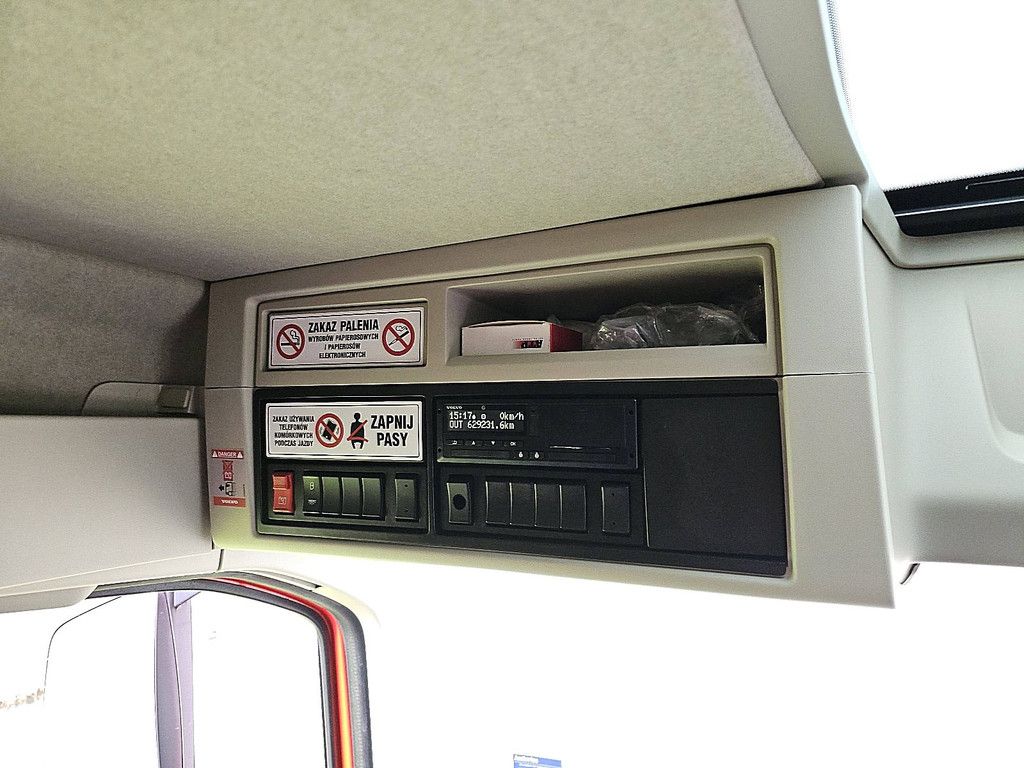 ZAKAZ PALENIA
WYROBÓW PAPIEROSOWYCH
I PAPIEROSÓW
ELEKTRONICZNYCH
ZAKAZ UŻYWANIA
TELEFONÓW
KOMÓRKOWYCH
PODCZAS JAZDY
ZAPNIJ
PASY
VOLVO
15:17 0km/h
OUT 629231.6km
OK
DANGER
VOLVO